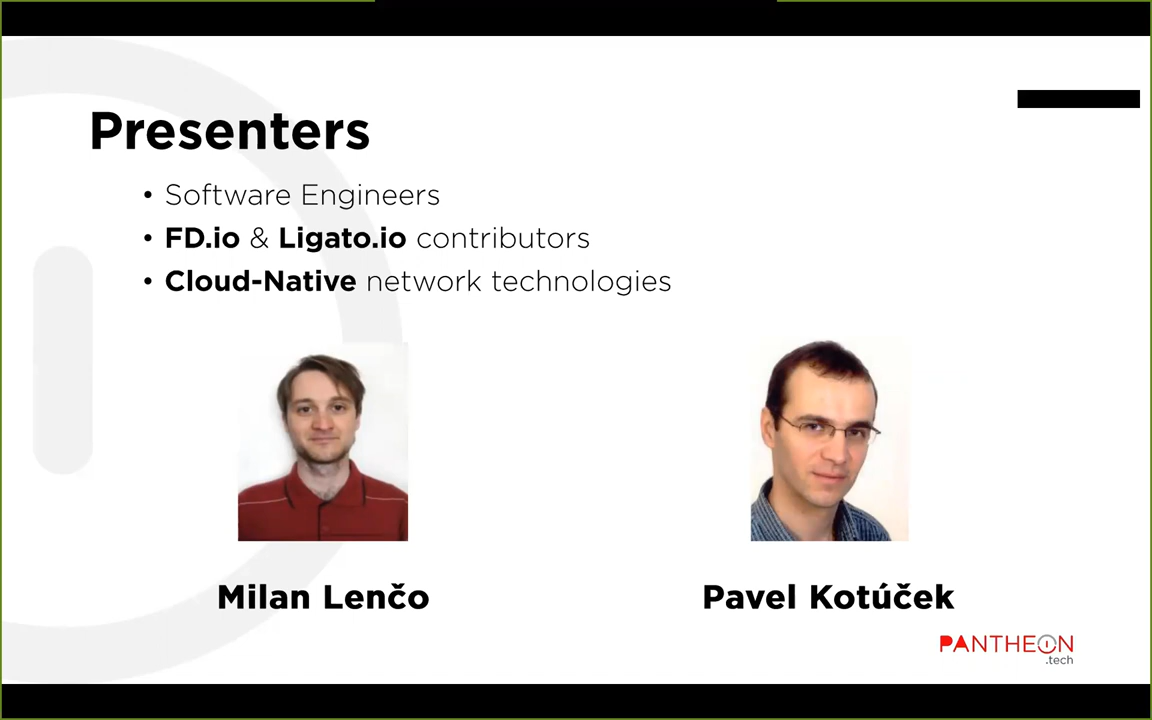 Presenters
• Software Engineers
• FD.io & Ligato.io contributors
• Cloud-Native network technologies
Milan Lenčo
Pavel Kotúček
PANTHEON
.tech